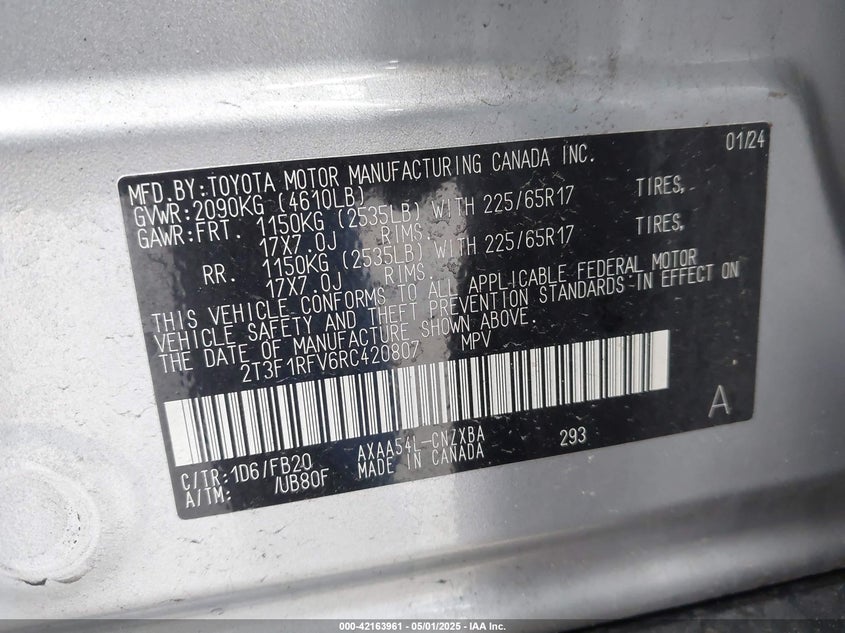 01/24
MFD.BY:TOYOTA MOTOR MANUFACTURING CANADA INC.
GVWR:2090KG (4610LB)
GAWR:FRT. 1150KG (2535LB) WITH 225/65R17 TIRES,
17X7.0J RIMS.
RR. 1150KG (2535LB) WITH 225/65R17 TIRES,
17X7.0J RIMS.
THIS VEHICLE CONFORMS TO ALL APPLICABLE FEDERAL MOTOR
VEHICLE SAFETY AND THEFT PREVENTION STANDARDS IN EFFECT ON
THE DATE OF MANUFACTURE SHOWN ABOVE.
2T3F1RFV6RC420807 MPV
A
C/TR:1D6/FB20 AXAA54L-CNZXBA 293
A/TM: /UB80F MADE IN CANADA
000-42163961 - 05/01/2025 - IAA Inc.